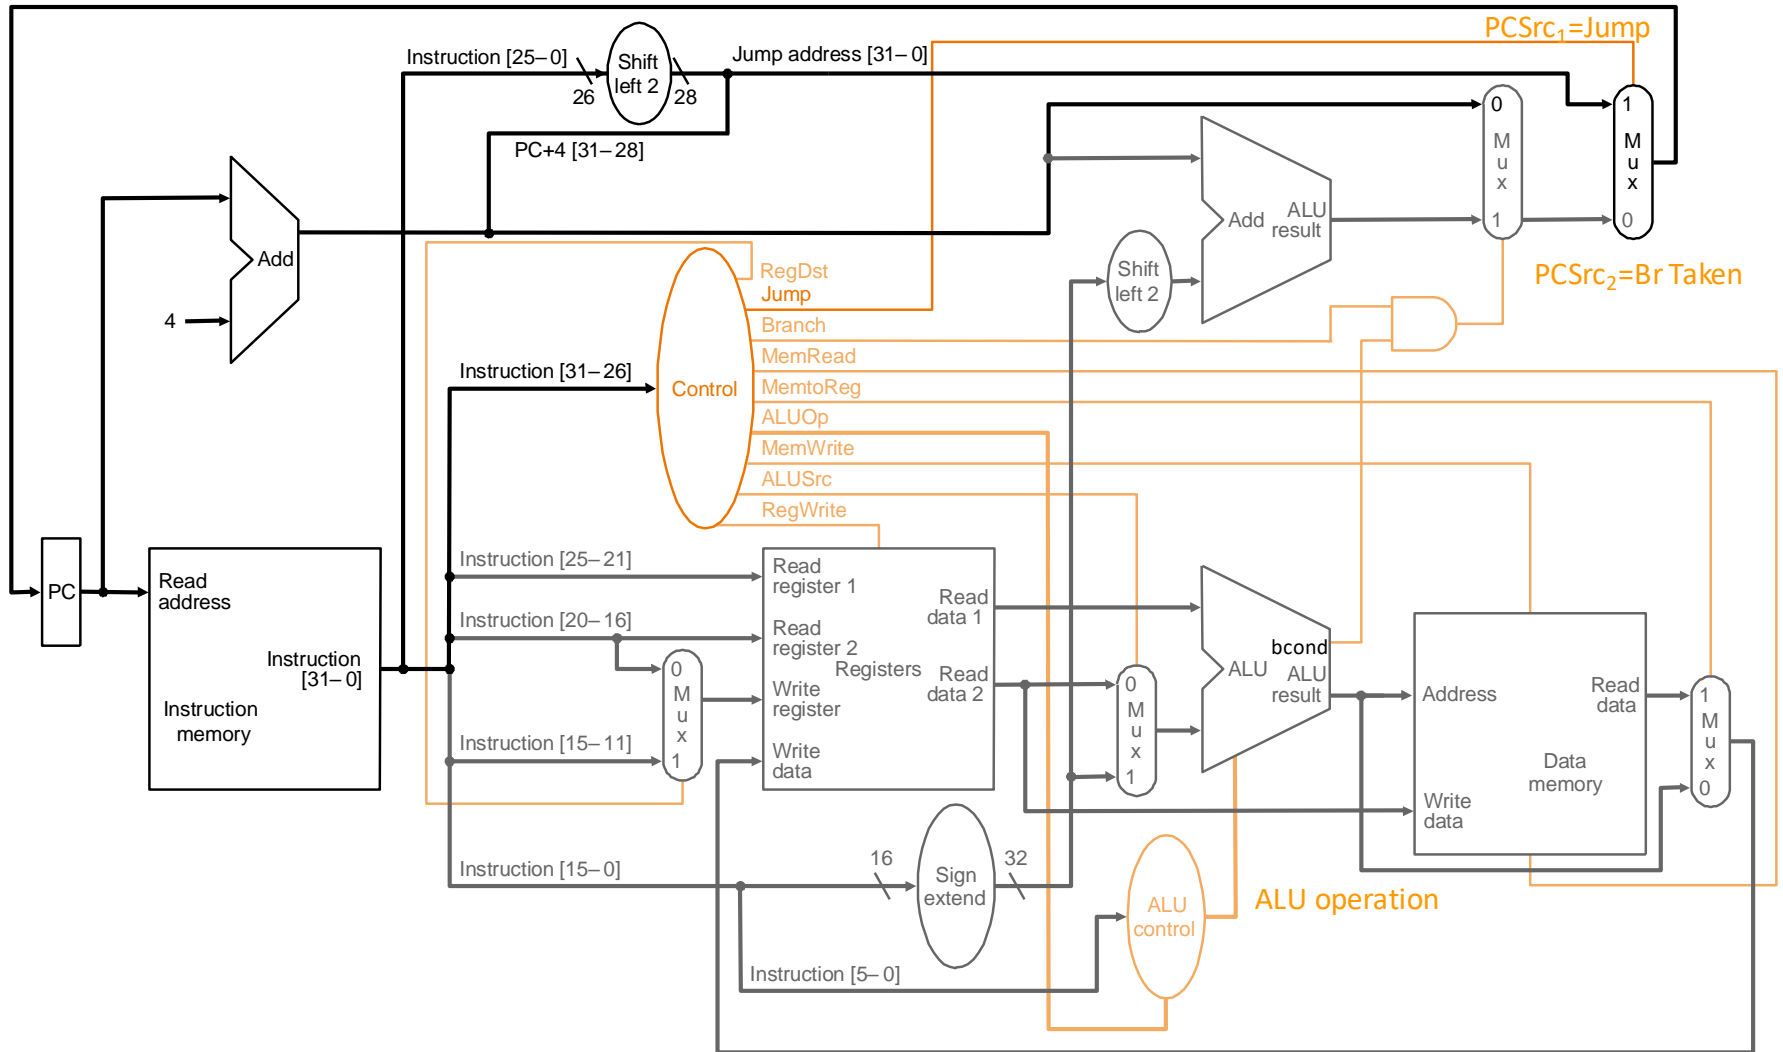 PCSrc1=Jump
Instruction [25–0]
Shift
left 2
Jump address [31–0]
26
28
PC+4 [31–28]
0
M
u
x
1
1
M
u
x
0
Add
ALU
result
Add
4
Shift
left 2
PCSrc2=Br Taken
RegDst
Jump
Branch
MemRead
MemtoReg
ALUOp
MemWrite
ALUSrc
RegWrite
Instruction [31–26]
Control
PC
Read
address
Instruction
[31–0]
Instruction
memory
Instruction [25–21]
Instruction [20–16]
Instruction [15–11]
Instruction [15–0]
Instruction [5–0]
0
M
u
x
1
Read
register 1
Read
register 2
Registers
Write
register
Write
data
Read
data 1
Read
data 2
0
M
u
x
1
bcond
ALU
ALU
result
Address
Write
data
Read
data
Data
memory
1
M
u
x
0
16
Sign
extend
32
ALU
control
ALU operation